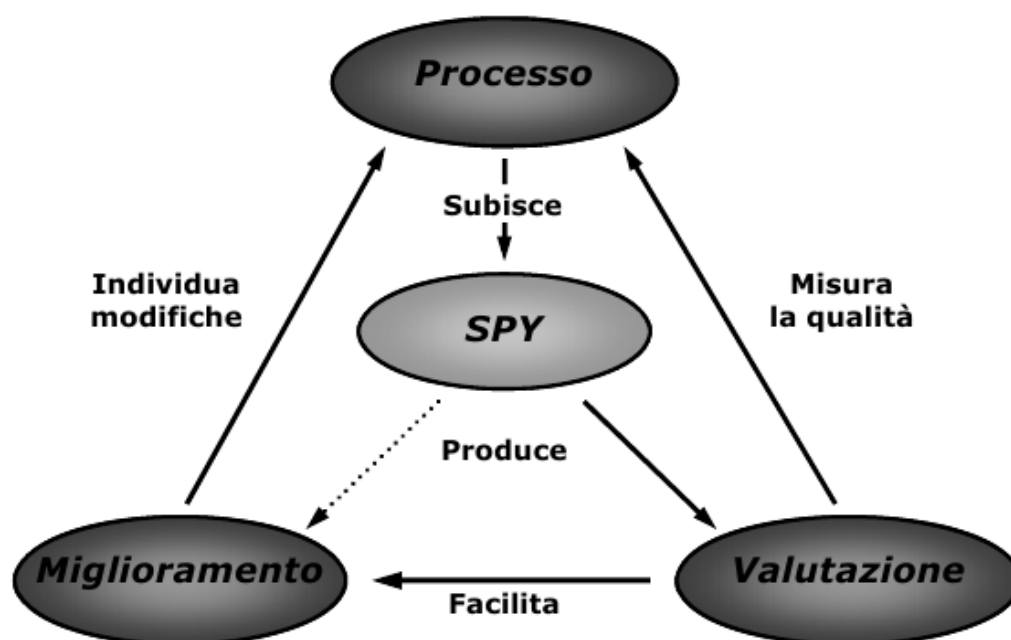 Processo
Subisce
Individua
modifiche
Misura
la qualità
SPY
Produce
Miglioramento
Valutazione
Facilita